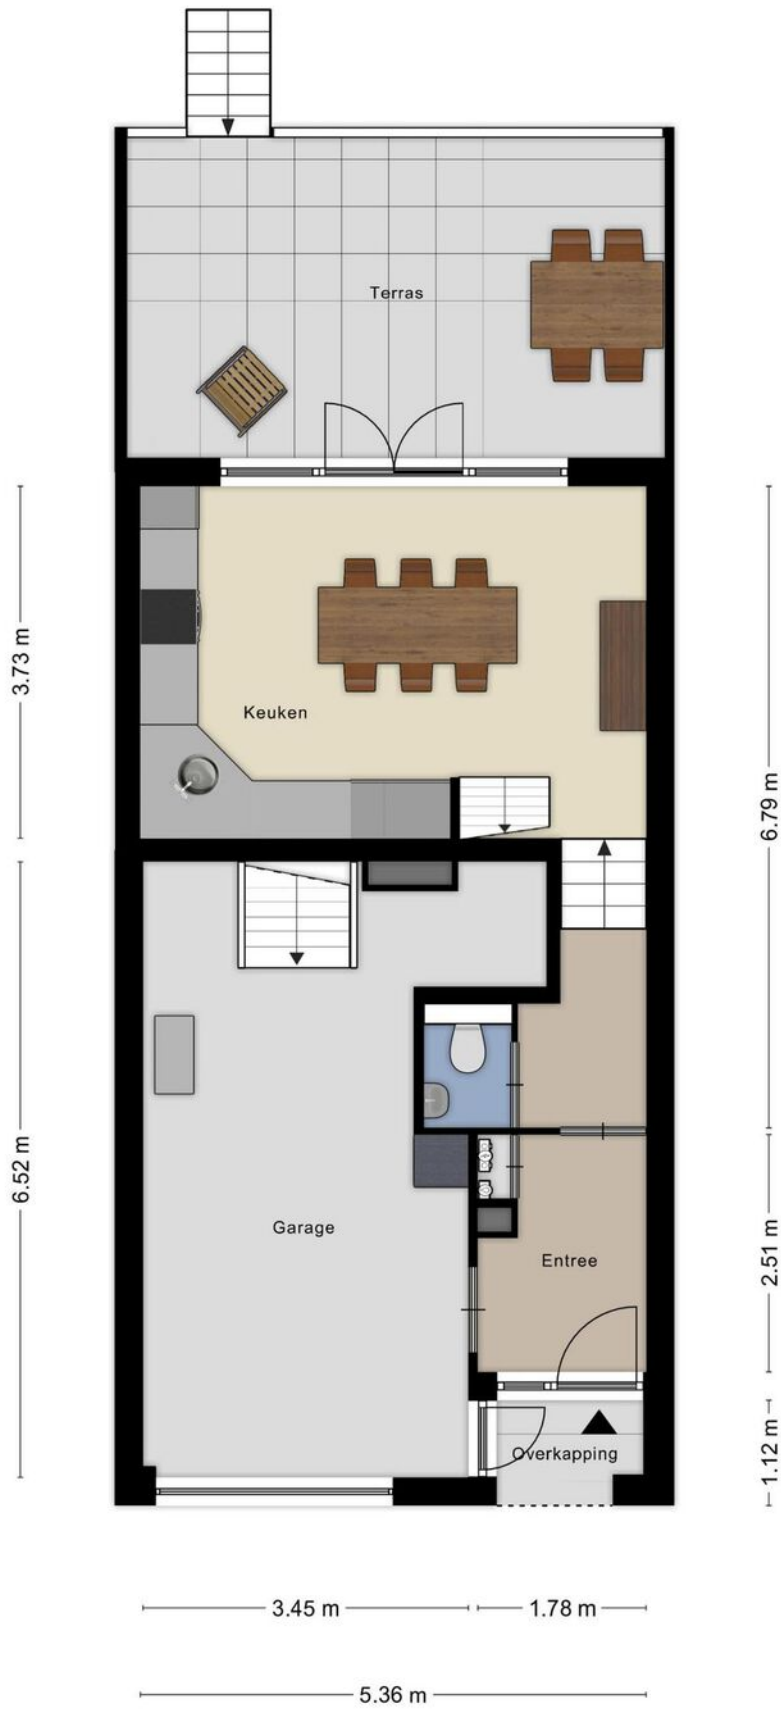 Terras
3.73 m
Keuken
6.79 m
6.52 m
Garage
Entree
2.51 m
Overkapping
1.12 m
3.45 m
1.78 m
5.36 m